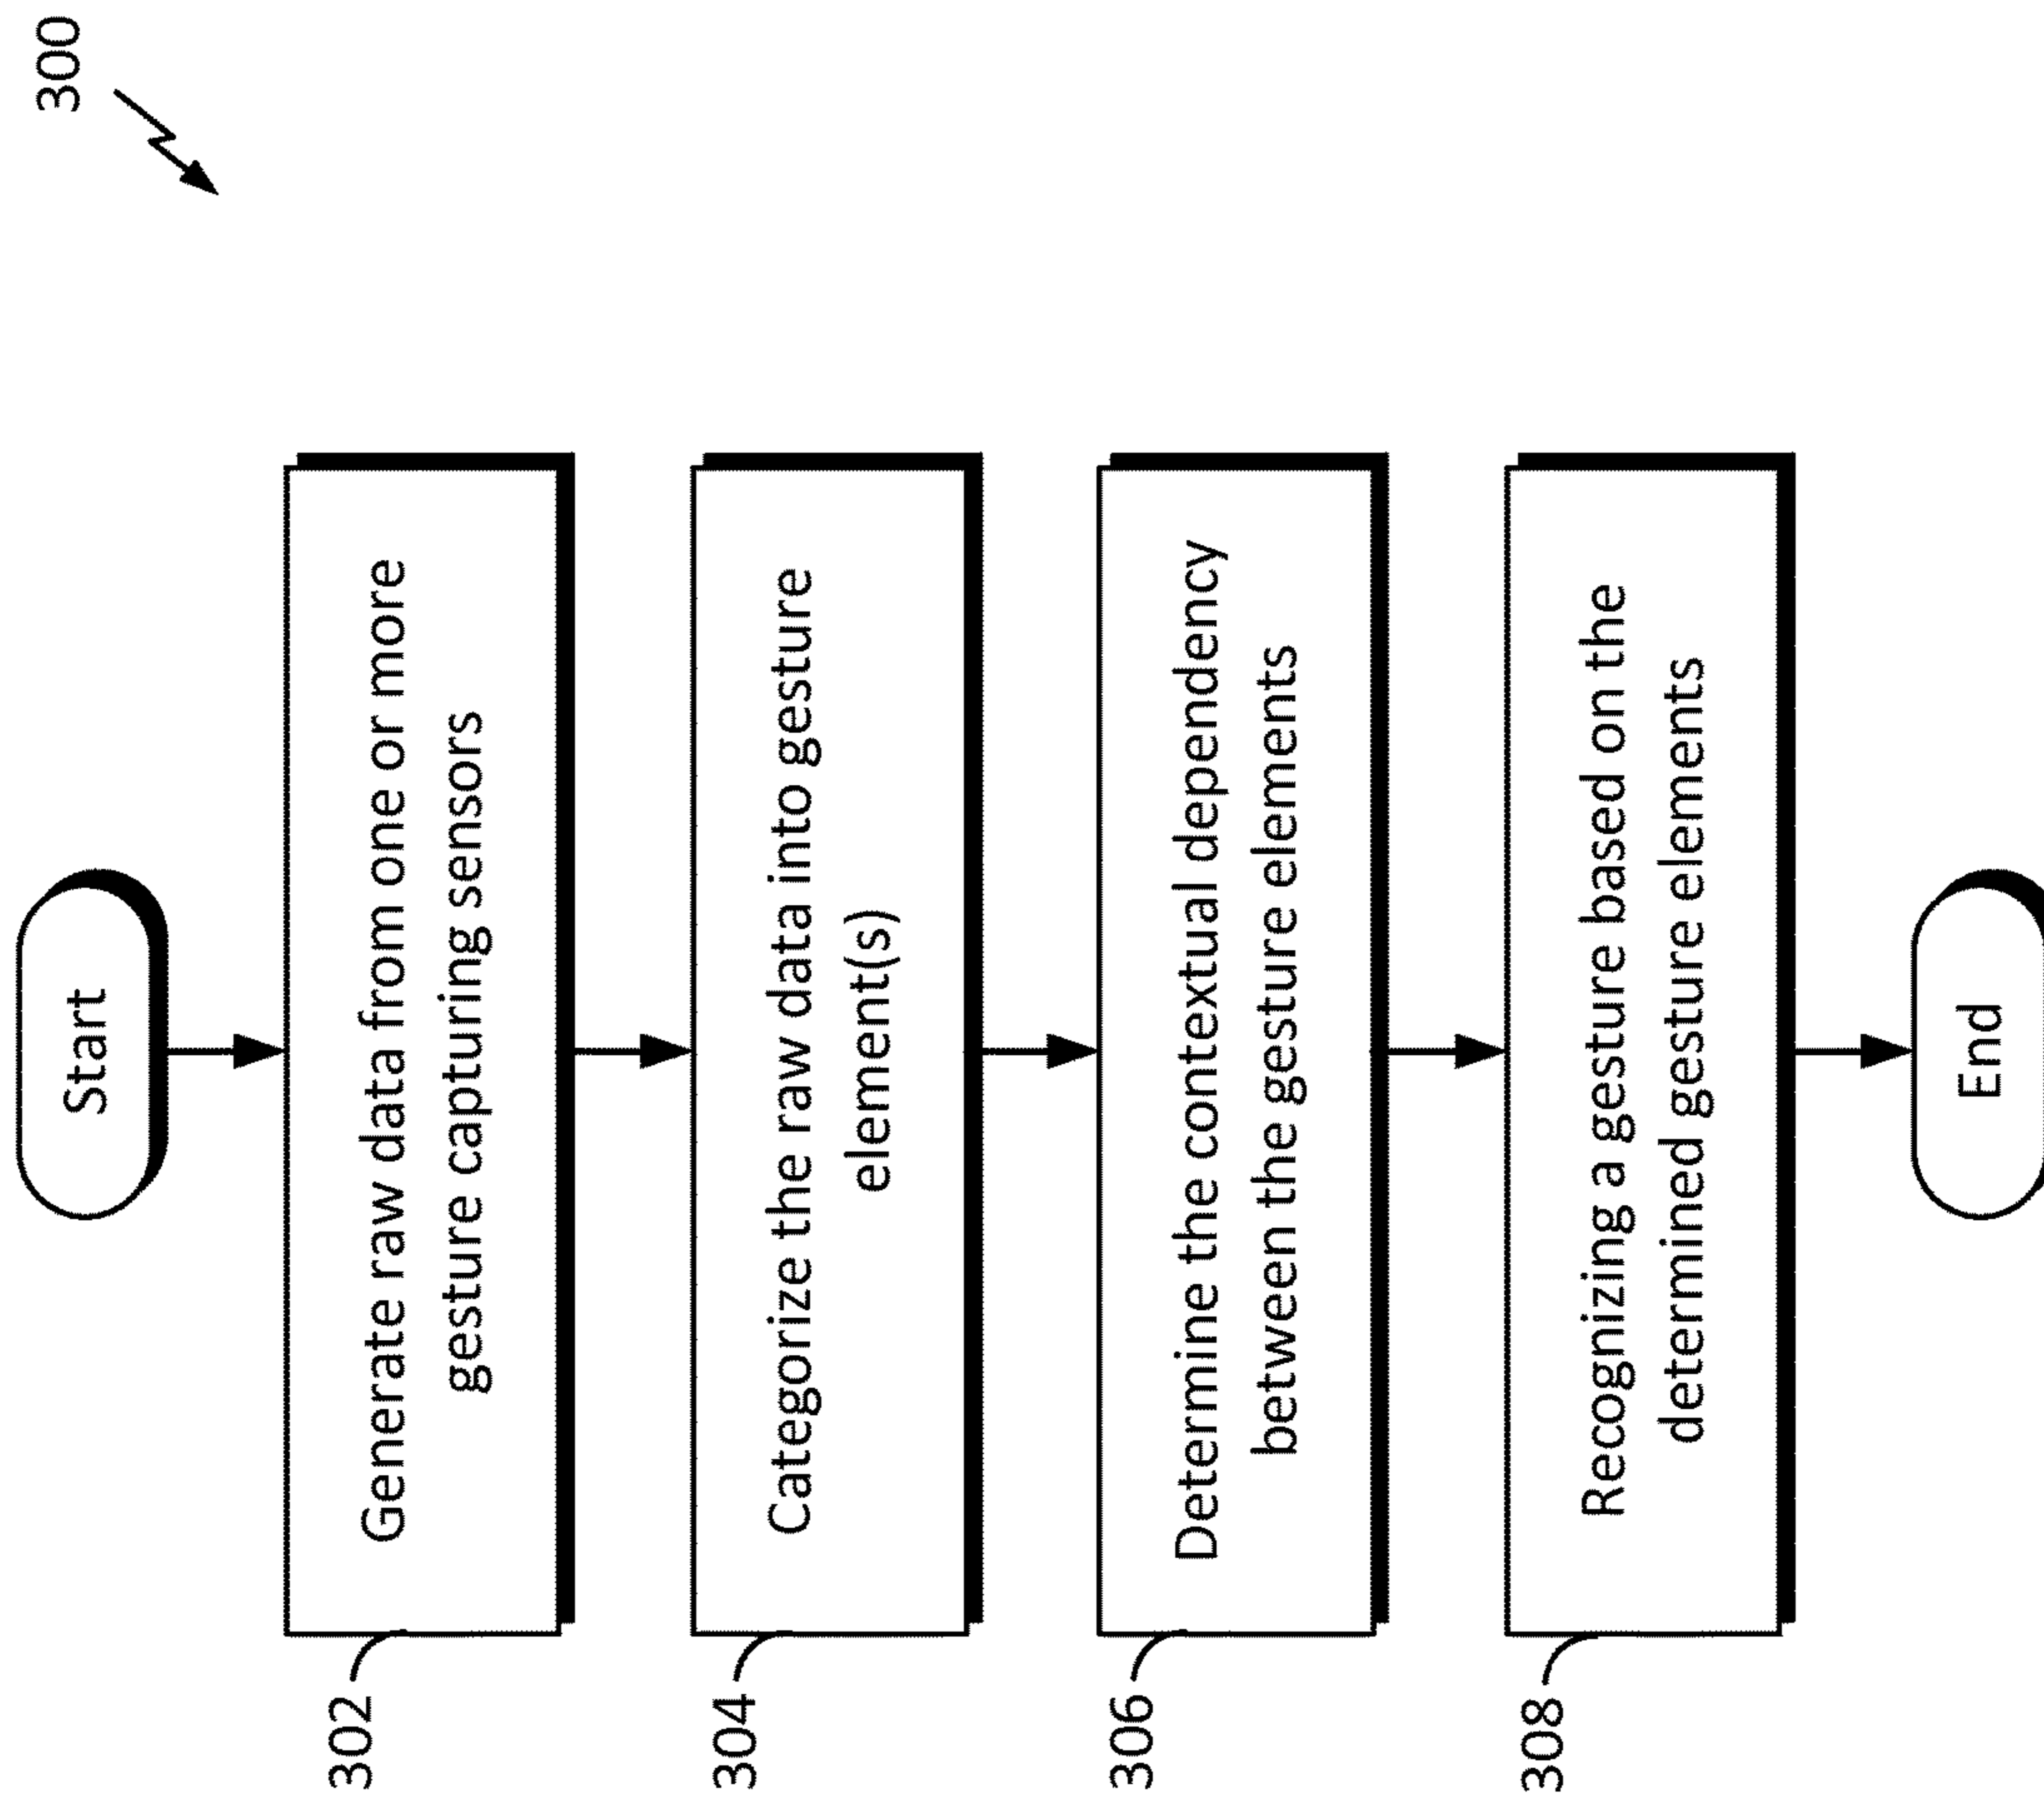 300
Start
302
Generate raw data from one or more
gesture capturing sensors
304
Categorize the raw data into gesture
element(s)
306
Determine the contextual dependency
between the gesture elements
308
Recognizing a gesture based on the
determined gesture elements
End